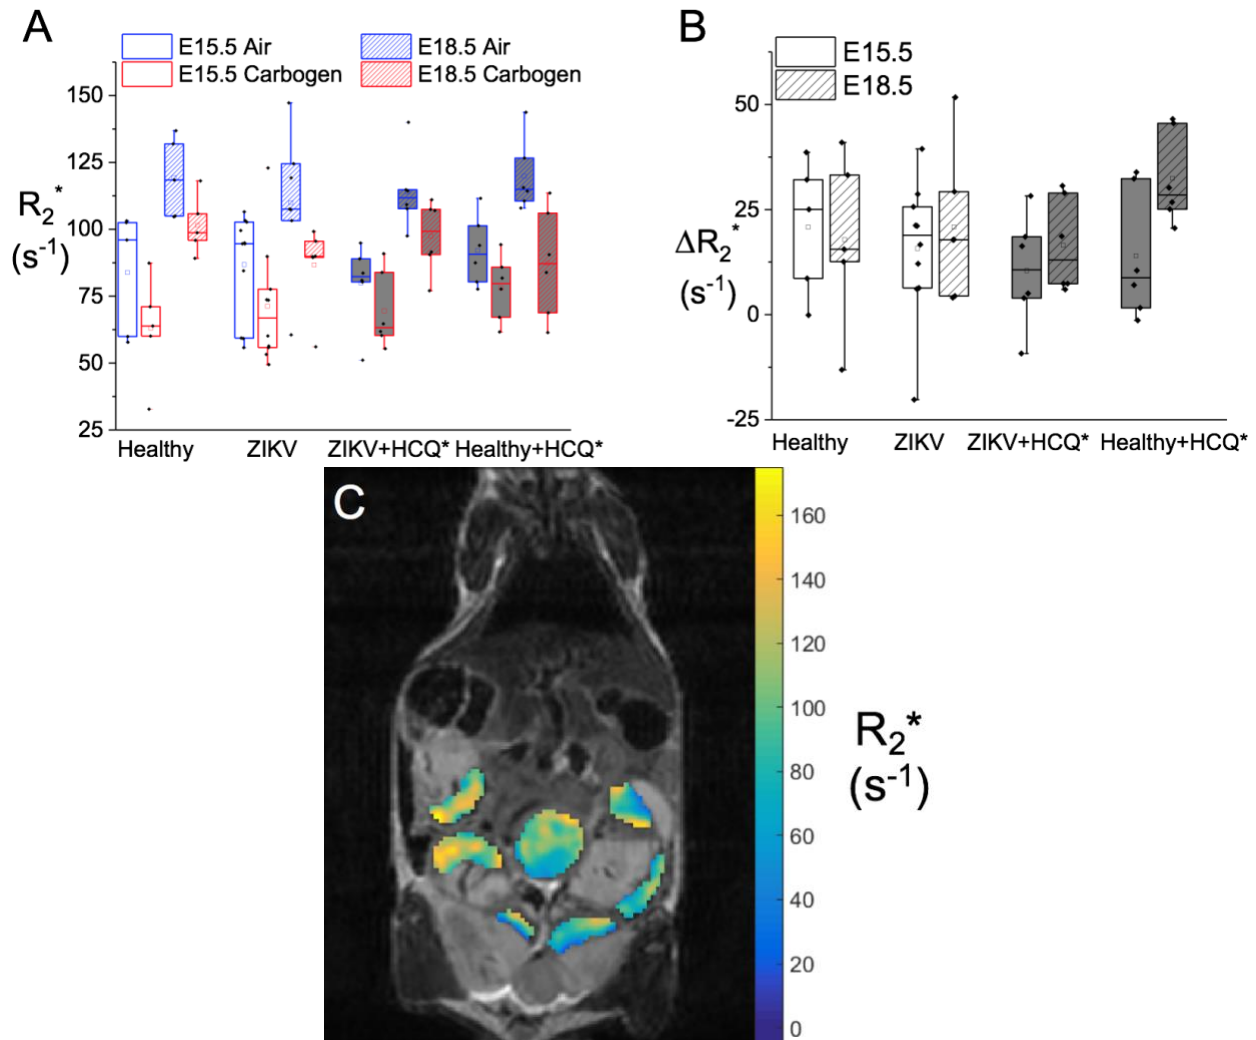 A
E15.5 Air
E18.5 Air
E15.5 Carbogen
E18.5 Carbogen
150
125
100
75
50
25
R₂*
(s⁻¹)
Healthy
ZIKV
ZIKV+HCQ*
Healthy+HCQ*
B
E15.5
E18.5
50
25
0
-25
ΔR₂*
(s⁻¹)
Healthy
ZIKV
ZIKV+HCQ*
Healthy+HCQ*
C
160
140
120
100
80
60
40
20
0
R₂*
(s⁻¹)